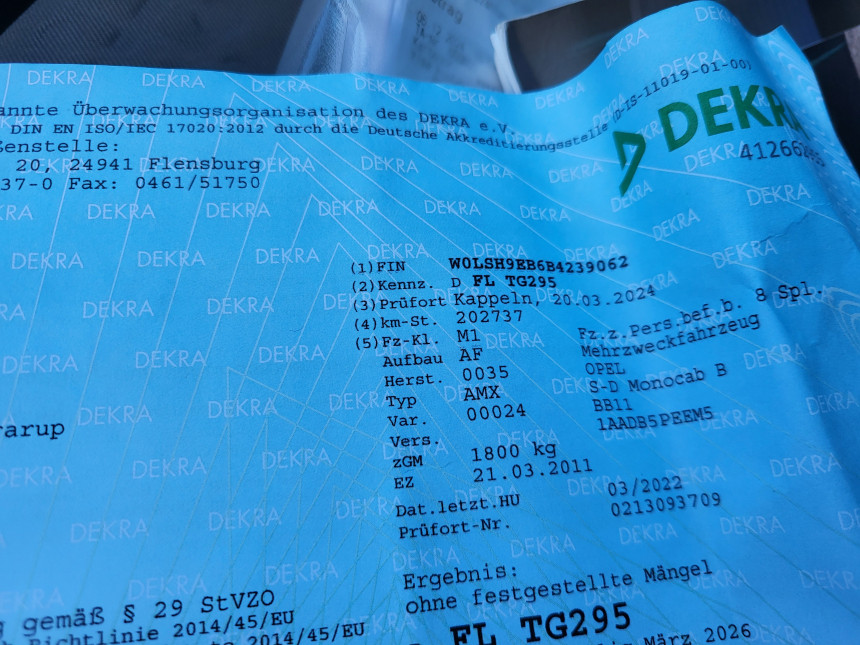 annte Überwachungsorganisation des DEKRA e.V.
DIN EN ISO/IEC 17020:2012 durch die Deutsche Akkreditierungsstelle (D-IS-11019-01-00)
ßenstelle:
20, 24941 Flensburg
37-0 Fax: 0461/51750
DEKRA
(1)FIN W0LSH9EB6B4239062
(2)Kennz. D FL TG295
(3)Prüfort Kappeln, 20.03.2024
(4)km-St. 202737
(5)Fz-Kl. M1 Fz.z.Pers.bef.b. 8 Spl.
Aufbau AF Mehrzweckfahrzeug
Herst. 0035 OPEL
Typ AMX S-D Monocab B
Var. 00024 BB11
Vers. 1AADB5PEEM5
zGM 1800 kg
EZ 21.03.2011
Dat.letzt.HU 03/2022
Prüfort-Nr. 0213093709
rarup
Ergebnis:
ohne festgestellte Mängel
FL TG295
März 2026
g gemäß § 29 StVZO
Richtlinie 2014/45/EU
2014/45/EU